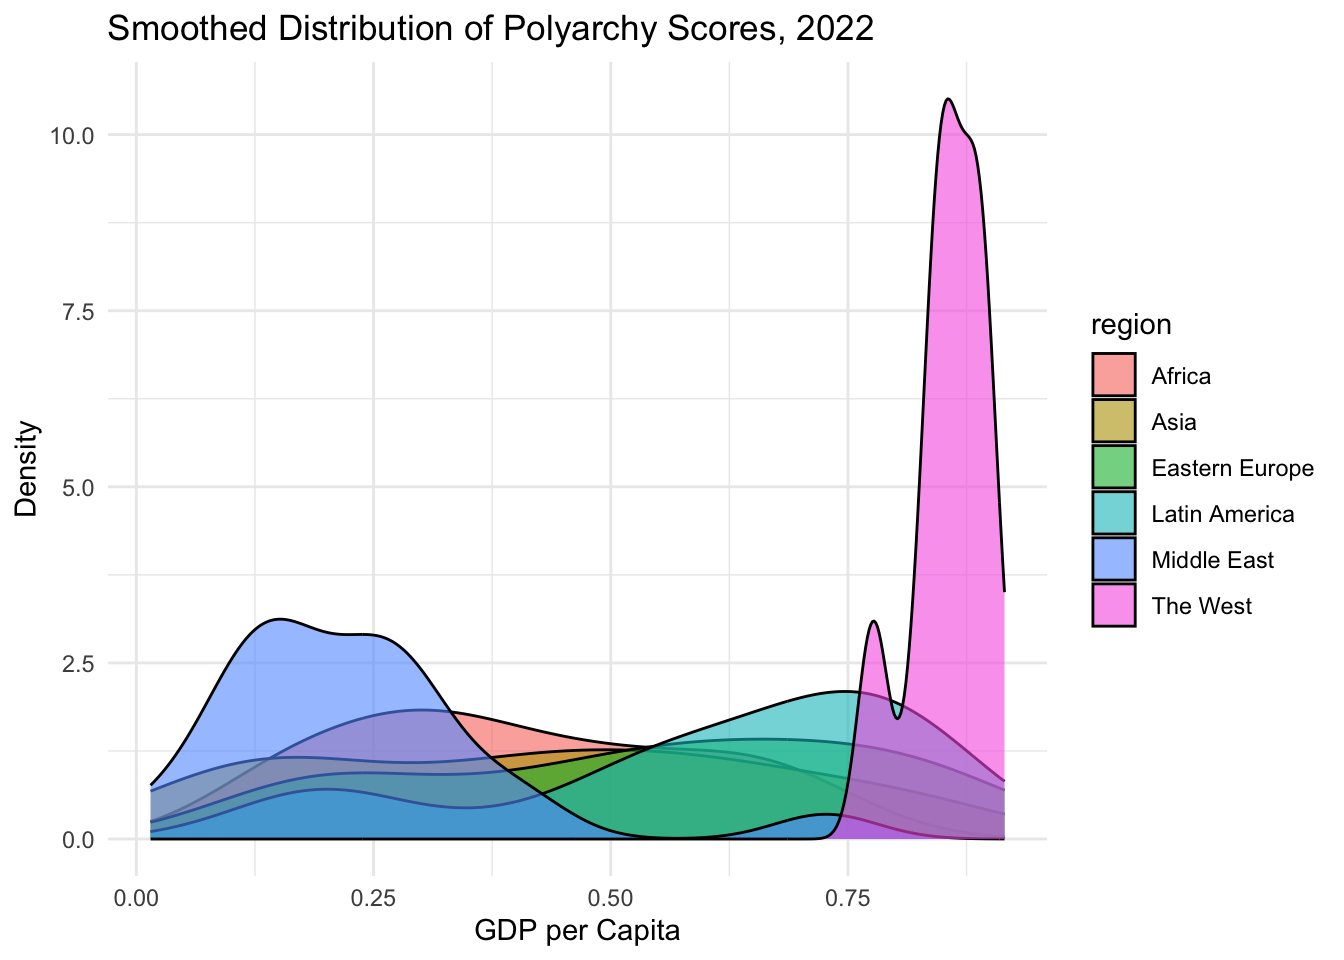 Smoothed Distribution of Polyarchy Scores, 2022
Density
10.0
7.5
5.0
2.5
0.0
0.00
0.25
0.50
0.75
GDP per Capita
region
Africa
Asia
Eastern Europe
Latin America
Middle East
The West